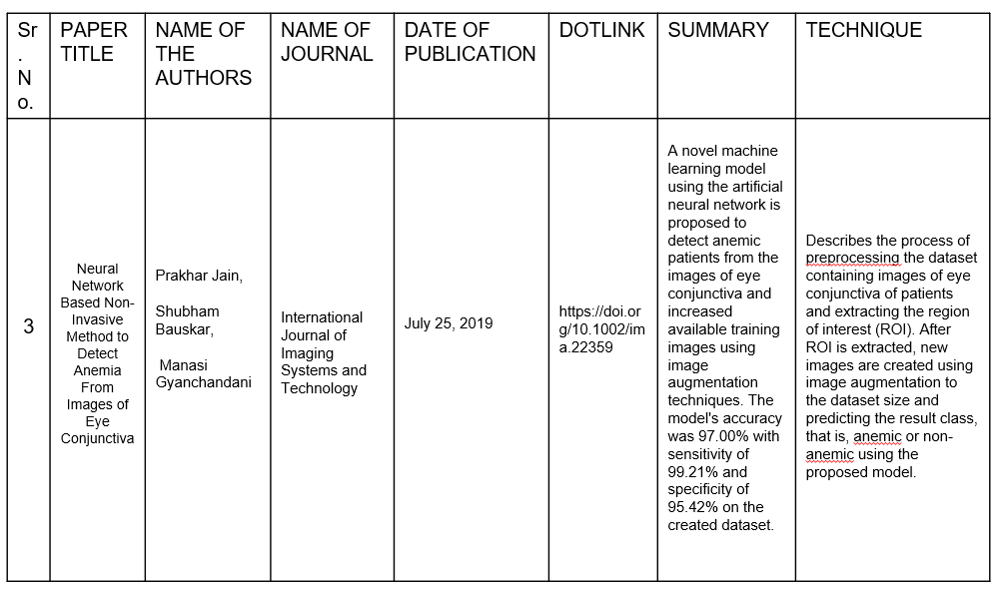 Sr
.
N
o.
PAPER
TITLE
NAME OF
THE
AUTHORS
NAME OF
JOURNAL
DATE OF
PUBLICATION
DOTLINK
SUMMARY
TECHNIQUE
3
Neural
Network
Based Non-
Invasive
Method to
Detect
Anemia
From
Images of
Eye
Conjunctiva
Prakhar Jain,
Shubham
Bauskar,
Manasi
Gyanchandani
International
Journal of
Imaging
Systems and
Technology
July 25, 2019
https://doi.or
g/10.1002/im
a.22359
A novel machine
learning model
using the artificial
neural network is
proposed to
detect anemic
patients from the
images of eye
conjunctiva and
increased
available training
images using
image
augmentation
techniques. The
model's accuracy
was 97.00% with
sensitivity of
99.21% and
specificity of
95.42% on the
created dataset.
Describes the process of
preprocessing the dataset
containing images of eye
conjunctiva of patients
and extracting the region
of interest (ROI). After
ROI is extracted, new
images are created using
image augmentation to
the dataset size and
predicting the result class,
that is, anemic or non-
anemic using the
proposed model.